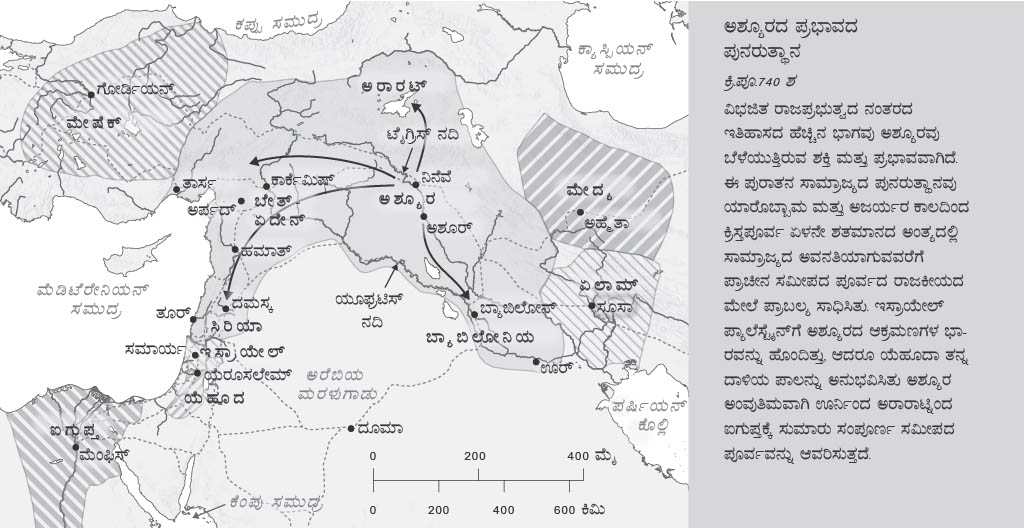 ಕಪ್ಪು ಸಮುದ್ರ
ಕ್ಯಾಸ್ಪಿಯನ್
ಸಮುದ್ರ
ಗೋರ್ಡಿಯನ್
ಮೇಷೆಕ್
ಅರಾರಟ್
ಟೈಗ್ರಿಸ್ ನದಿ
ನಿನೆವೆ
ಅಶ್ಯೂರ
ಅಶೂರ್
ತಾರ್ಸ
ಕಾರ್ಕೆಮಿಷ್
ಅರ್ಪದ್
ಬೇತ್
ಏದೇನ್
ಹಮಾತ್
ಮೇದ್ಯ
ಅಹ್ಮೆತಾ
ಏಲಾಮ್
ಸೂಸಾ
ಮೆಡಿಟೆರೇನಿಯನ್
ಸಮುದ್ರ
ಯೂಫ್ರಟಿಸ್
ನದಿ
ದಮಸ್ಕ
ತೂರ್
ಸಿರಿಯಾ
ಬ್ಯಾಬಿಲೋನ್
ಬ್ಯಾಬಿಲೋನಿಯ
ಸಮಾರ್ಯ
ಇಸ್ರಾಯೇಲ್
ಯೆರೂಸಲೇಮ್
ಯೆಹೂದ
ಅರೆಬಿಯ
ಮರಳುಗಾಡು
ಊರ್
ಪರ್ಷಿಯನ್
ಕೊಲ್ಲಿ
ಐಗುಪ್ತ
ಮೆಂಫಿಸ್
ದೂಮಾ
ಕೆಂಪು ಸಮುದ್ರ
0 200 400 ಮೈ
0 200 400 600 ಕಿಮಿ
ಅಶ್ಯೂರದ ಪ್ರಭಾವದ
ಪುನರುತ್ಥಾನ
ಕ್ರಿ.ಪೂ.740 ಶ
ವಿಭಜಿತ ರಾಜಪ್ರಭುತ್ವದ ನಂತರದ
ಇತಿಹಾಸದ ಹೆಚ್ಚಿನ ಭಾಗವು ಅಶ್ಯೂರವು
ಬೆಳೆಯುತ್ತಿರುವ ಶಕ್ತಿ ಮತ್ತು ಪ್ರಭಾವವಾಗಿದೆ.
ಈ ಪುರಾತನ ಸಾಮ್ರಾಜ್ಯದ ಪುನರುತ್ಥಾನವು
ಯಾರೊಬ್ಬಾಮ ಮತ್ತು ಅಜರ್ಯರ ಕಾಲದಿಂದ
ಕ್ರಿಸ್ತಪೂರ್ವ ಏಳನೇ ಶತಮಾನದ ಅಂತ್ಯದಲ್ಲಿ
ಸಾಮ್ರಾಜ್ಯದ ಅವನತಿಯಾಗುವವರೆಗೆ
ಪ್ರಾಚೀನ ಸಮೀಪದ ಪೂರ್ವದ ರಾಜಕೀಯದ
ಮೇಲೆ ಪ್ರಾಬಲ್ಯ ಸಾಧಿಸಿತು. ಇಸ್ರಾಯೇಲ್
ಪ್ಯಾಲೆಸ್ಟೈನ್‌ಗೆ ಅಶ್ಯೂರದ ಆಕ್ರಮಣಗಳ ಭಾ-
ರವನ್ನು ಹೊಂದಿತ್ತು, ಆದರೂ ಯೆಹೂದಾ ತನ್ನ
ದಾಳಿಯ ಪಾಲನ್ನು ಅನುಭವಿಸಿತು ಅಶ್ಯೂರ
ಅಂವುತಿಮವಾಗಿ ಊರ್ನಿಂದ ಅರಾರಾಟ್ನಿಂದ
ಐಗುಪ್ತಕ್ಕೆ ಸುಮಾರು ಸಂಪೂರ್ಣ ಸಮೀಪದ
ಪೂರ್ವವನ್ನು ಆವರಿಸುತ್ತದೆ.